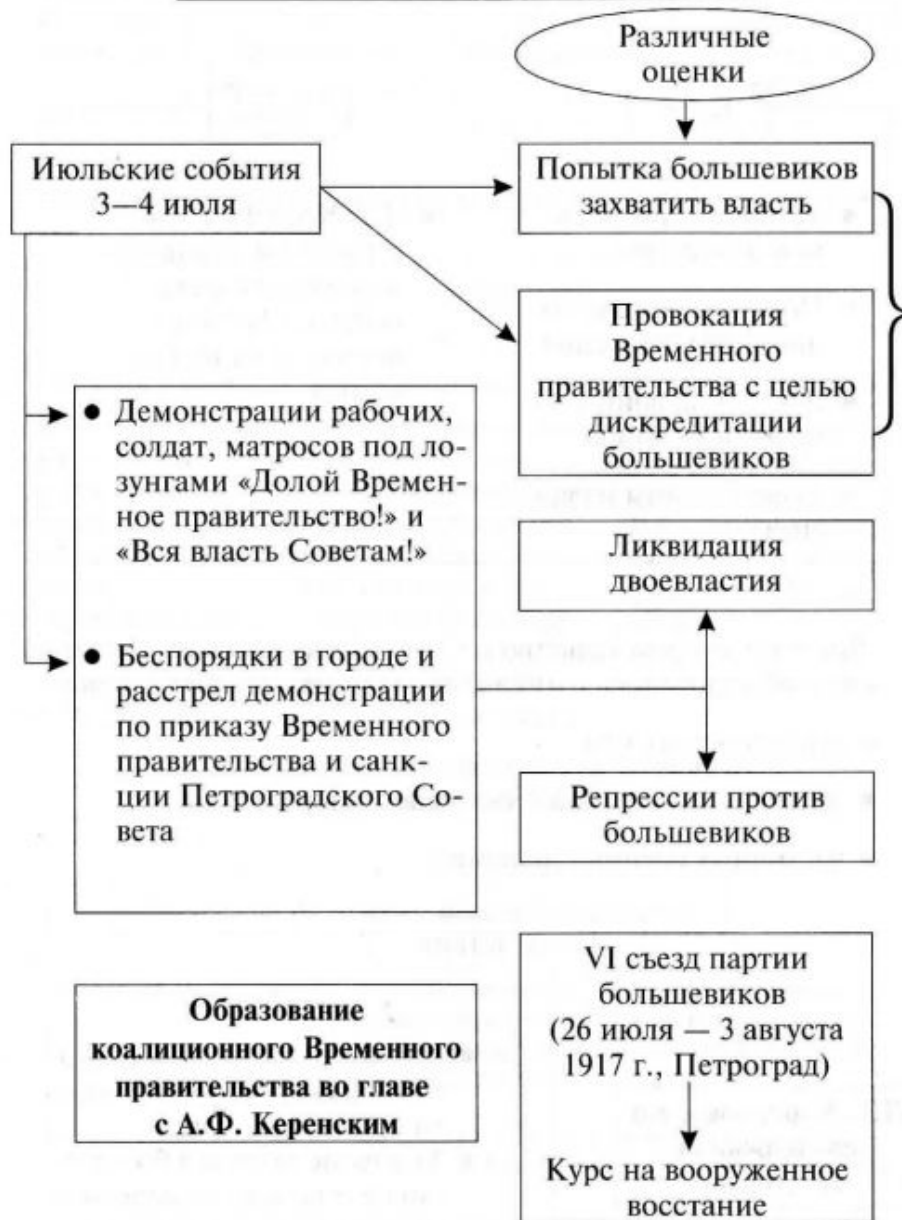 Различные
оценки
Июльские события
3—4 июля
Попытка большевиков
захватить власть
Провокация
Временного
правительства с целью
дискредитации
большевиков
● Демонстрации рабочих,
солдат, матросов под ло-
зунгами «Долой Времен-
ное правительство!» и
«Вся власть Советам!»
● Беспорядки в городе и
расстрел демонстрации
по приказу Временного
правительства и санк-
ции Петроградского Со-
вета
Ликвидация
двоевластия
Репрессии против
большевиков
Образование
коалиционного Временного
правительства во главе
с А.Ф. Керенским
VI съезд партии
большевиков
(26 июля — 3 августа
1917 г., Петроград)
Курс на вооруженное
восстание